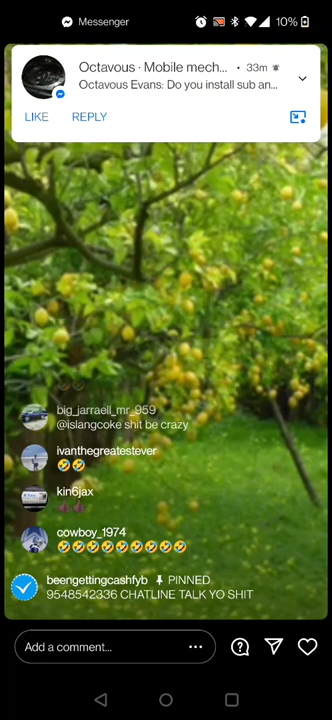 Messenger
10%
Octavous · Mobile mech... • 33m
Octavous Evans: Do you install sub an...
LIKE REPLY
big_jarraell_mr_959
@islangcoke shit be crazy
ivanthegreatestever
kin6jax
cowboy_1974
beengettingcashfyb PINNED
9548542336 CHATLINE TALK YO SHIT
Add a comment...